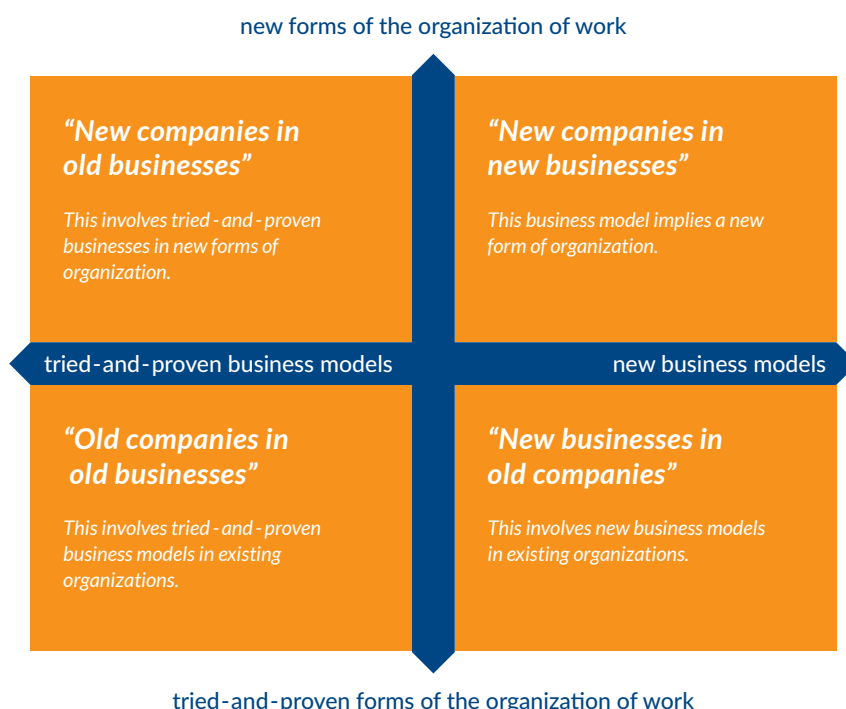 new forms of the organization of work
“New companies in
old businesses”
This involves tried-and-proven
businesses in new forms of
organization.
“New companies in
new businesses”
This business model implies a new
form of organization.
tried-and-proven business models
new business models
“Old companies in
old businesses”
This involves tried-and-proven
business models in existing
organizations.
“New businesses in
old companies”
This involves new business models
in existing organizations.
tried-and-proven forms of the organization of work